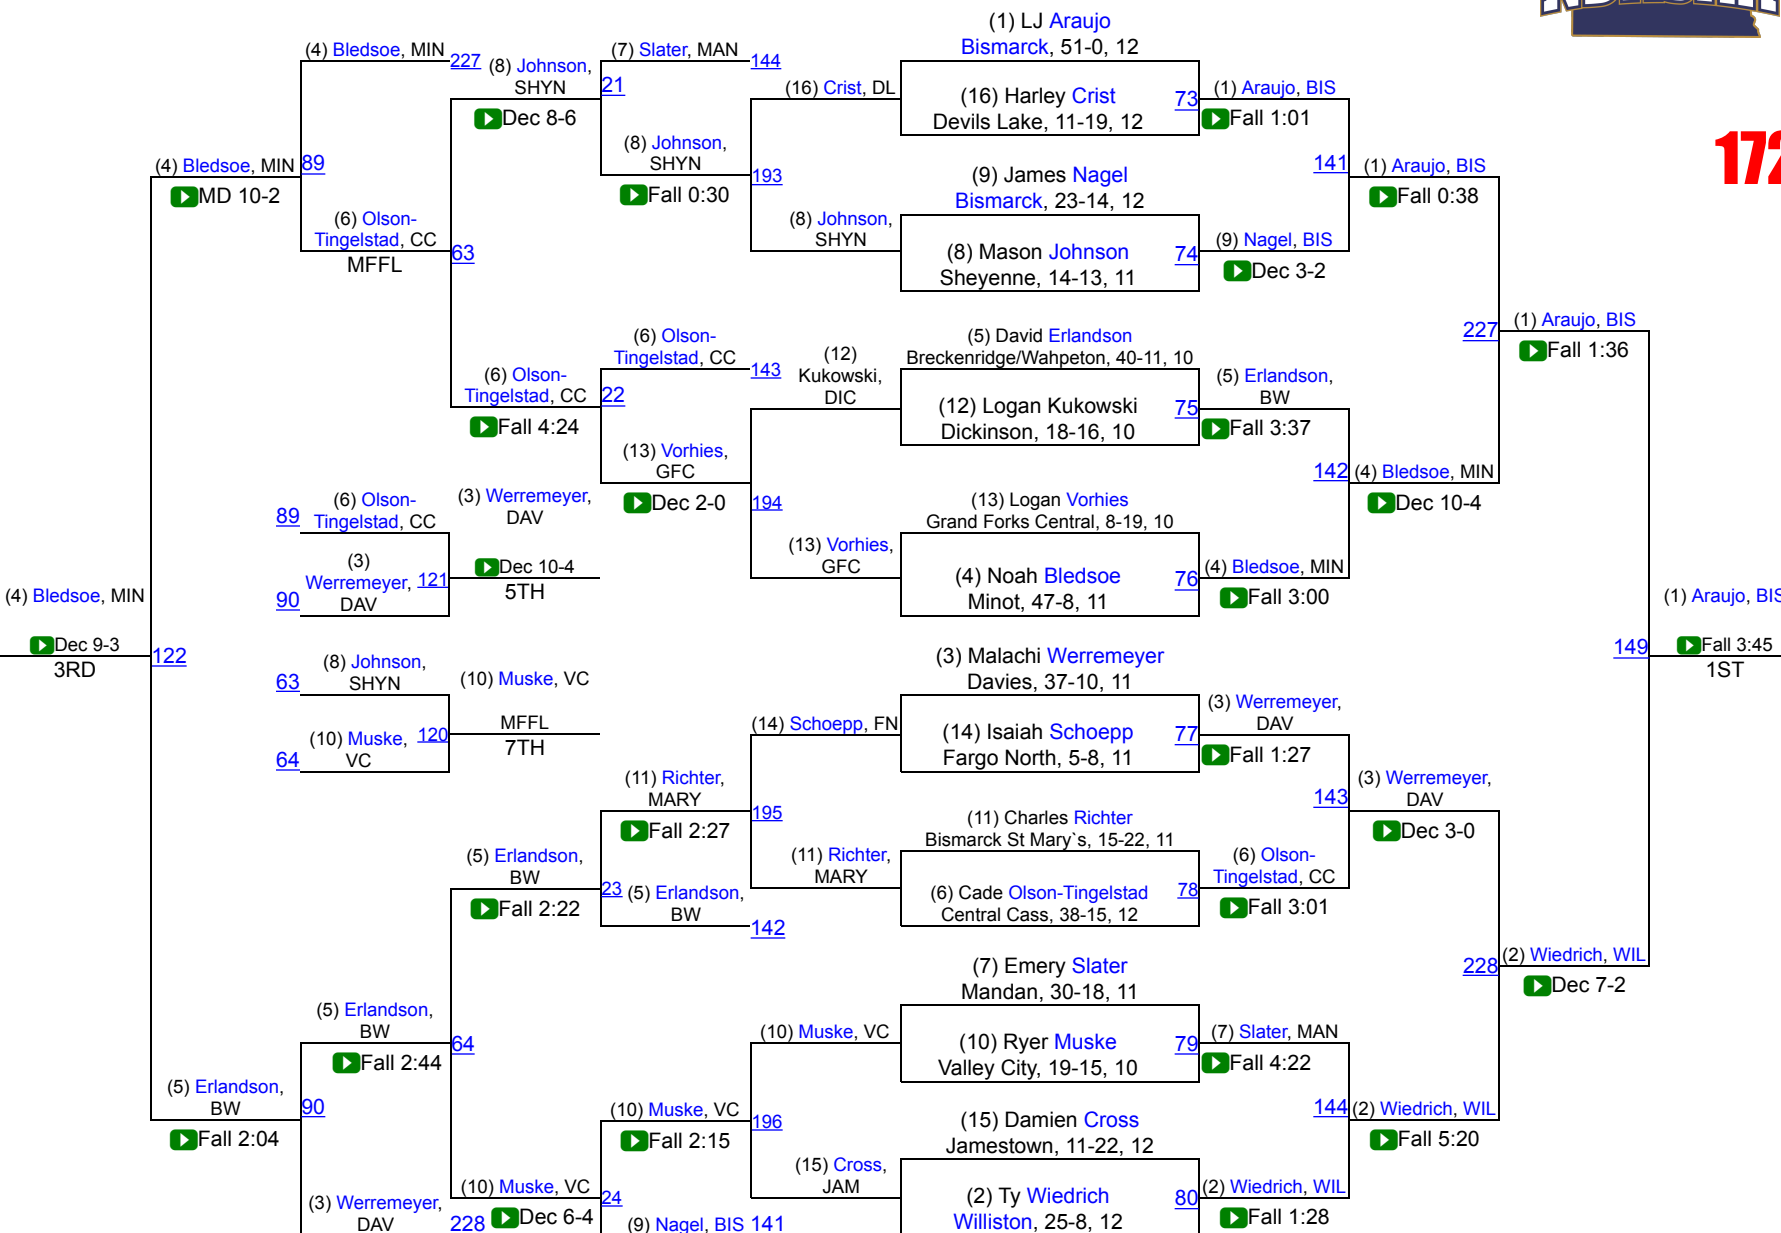 (1) LJ Araujo
Bismarck, 51-0, 12
(16) Harley Crist
Devils Lake, 11-19, 12
73
(9) James Nagel
Bismarck, 23-14, 12
(8) Mason Johnson
Sheyenne, 14-13, 11
74
(5) David Erlandson
Breckenridge/Wahpeton, 40-11, 10
(12) Logan Kukowski
Dickinson, 18-16, 10
75
(13) Logan Vorhies
Grand Forks Central, 8-19, 10
(4) Noah Bledsoe
Minot, 47-8, 11
76
(3) Malachi Werremeyer
Davies, 37-10, 11
(14) Isaiah Schoepp
Fargo North, 5-8, 11
77
(11) Charles Richter
Bismarck St Mary`s, 15-22, 11
(6) Cade Olson-Tingelstad
Central Cass, 38-15, 12
78
(7) Emery Slater
Mandan, 30-18, 11
(10) Ryer Muske
Valley City, 19-15, 10
79
(15) Damien Cross
Jamestown, 11-22, 12
(2) Ty Wiedrich
Williston, 25-8, 12
80
(1) Araujo, BIS
Fall 1:01
141
(9) Nagel, BIS
Dec 3-2
(5) Erlandson,
BW
Fall 3:37
142
(4) Bledsoe, MIN
Fall 3:00
(3) Werremeyer,
DAV
Fall 1:27
143
(6) Olson-
Tingelstad, CC
Fall 3:01
(7) Slater, MAN
Fall 4:22
144
(2) Wiedrich, WIL
Fall 1:28
(1) Araujo, BIS
Fall 0:38
227
(4) Bledsoe, MIN
Dec 10-4
(3) Werremeyer,
DAV
Dec 3-0
228
(2) Wiedrich, WIL
Fall 5:20
(1) Araujo, BIS
Fall 1:36
149
(2) Wiedrich, WIL
Dec 7-2
(1) Araujo, BIS
Fall 3:45
1ST
172
(16) Crist, DL
193
(8) Johnson,
SHYN
(12)
Kukowski,
DIC
194
(13) Vorhies,
GFC
(14) Schoepp, FN
195
(11) Richter,
MARY
(10) Muske, VC
196
(15) Cross,
JAM
(7) Slater, MAN
144
21
(8) Johnson,
SHYN
Fall 0:30
(6) Olson-
Tingelstad, CC
143
22
(13) Vorhies,
GFC
Dec 2-0
(11) Richter,
MARY
Fall 2:27
23
(5) Erlandson,
BW
142
(10) Muske, VC
Fall 2:15
24
(9) Nagel, BIS 141
(8) Johnson,
SHYN
Dec 8-6
63
(6) Olson-
Tingelstad, CC
Fall 4:24
(5) Erlandson,
BW
Fall 2:22
64
(10) Muske, VC
Dec 6-4
(4) Bledsoe, MIN
227
89
(6) Olson-
Tingelstad, CC
MFFL
(5) Erlandson,
BW
Fall 2:44
90
(3) Werremeyer,
DAV
228
(4) Bledsoe, MIN
MD 10-2
122
(5) Erlandson,
BW
Fall 2:04
(4) Bledsoe, MIN
Dec 9-3
3RD
89
(6) Olson-
Tingelstad, CC
90
(3)
Werremeyer,
DAV
121
(3) Werremeyer,
DAV
Dec 10-4
5TH
63
(8) Johnson,
SHYN
64
(10) Muske,
VC
120
(10) Muske, VC
MFFL
7TH